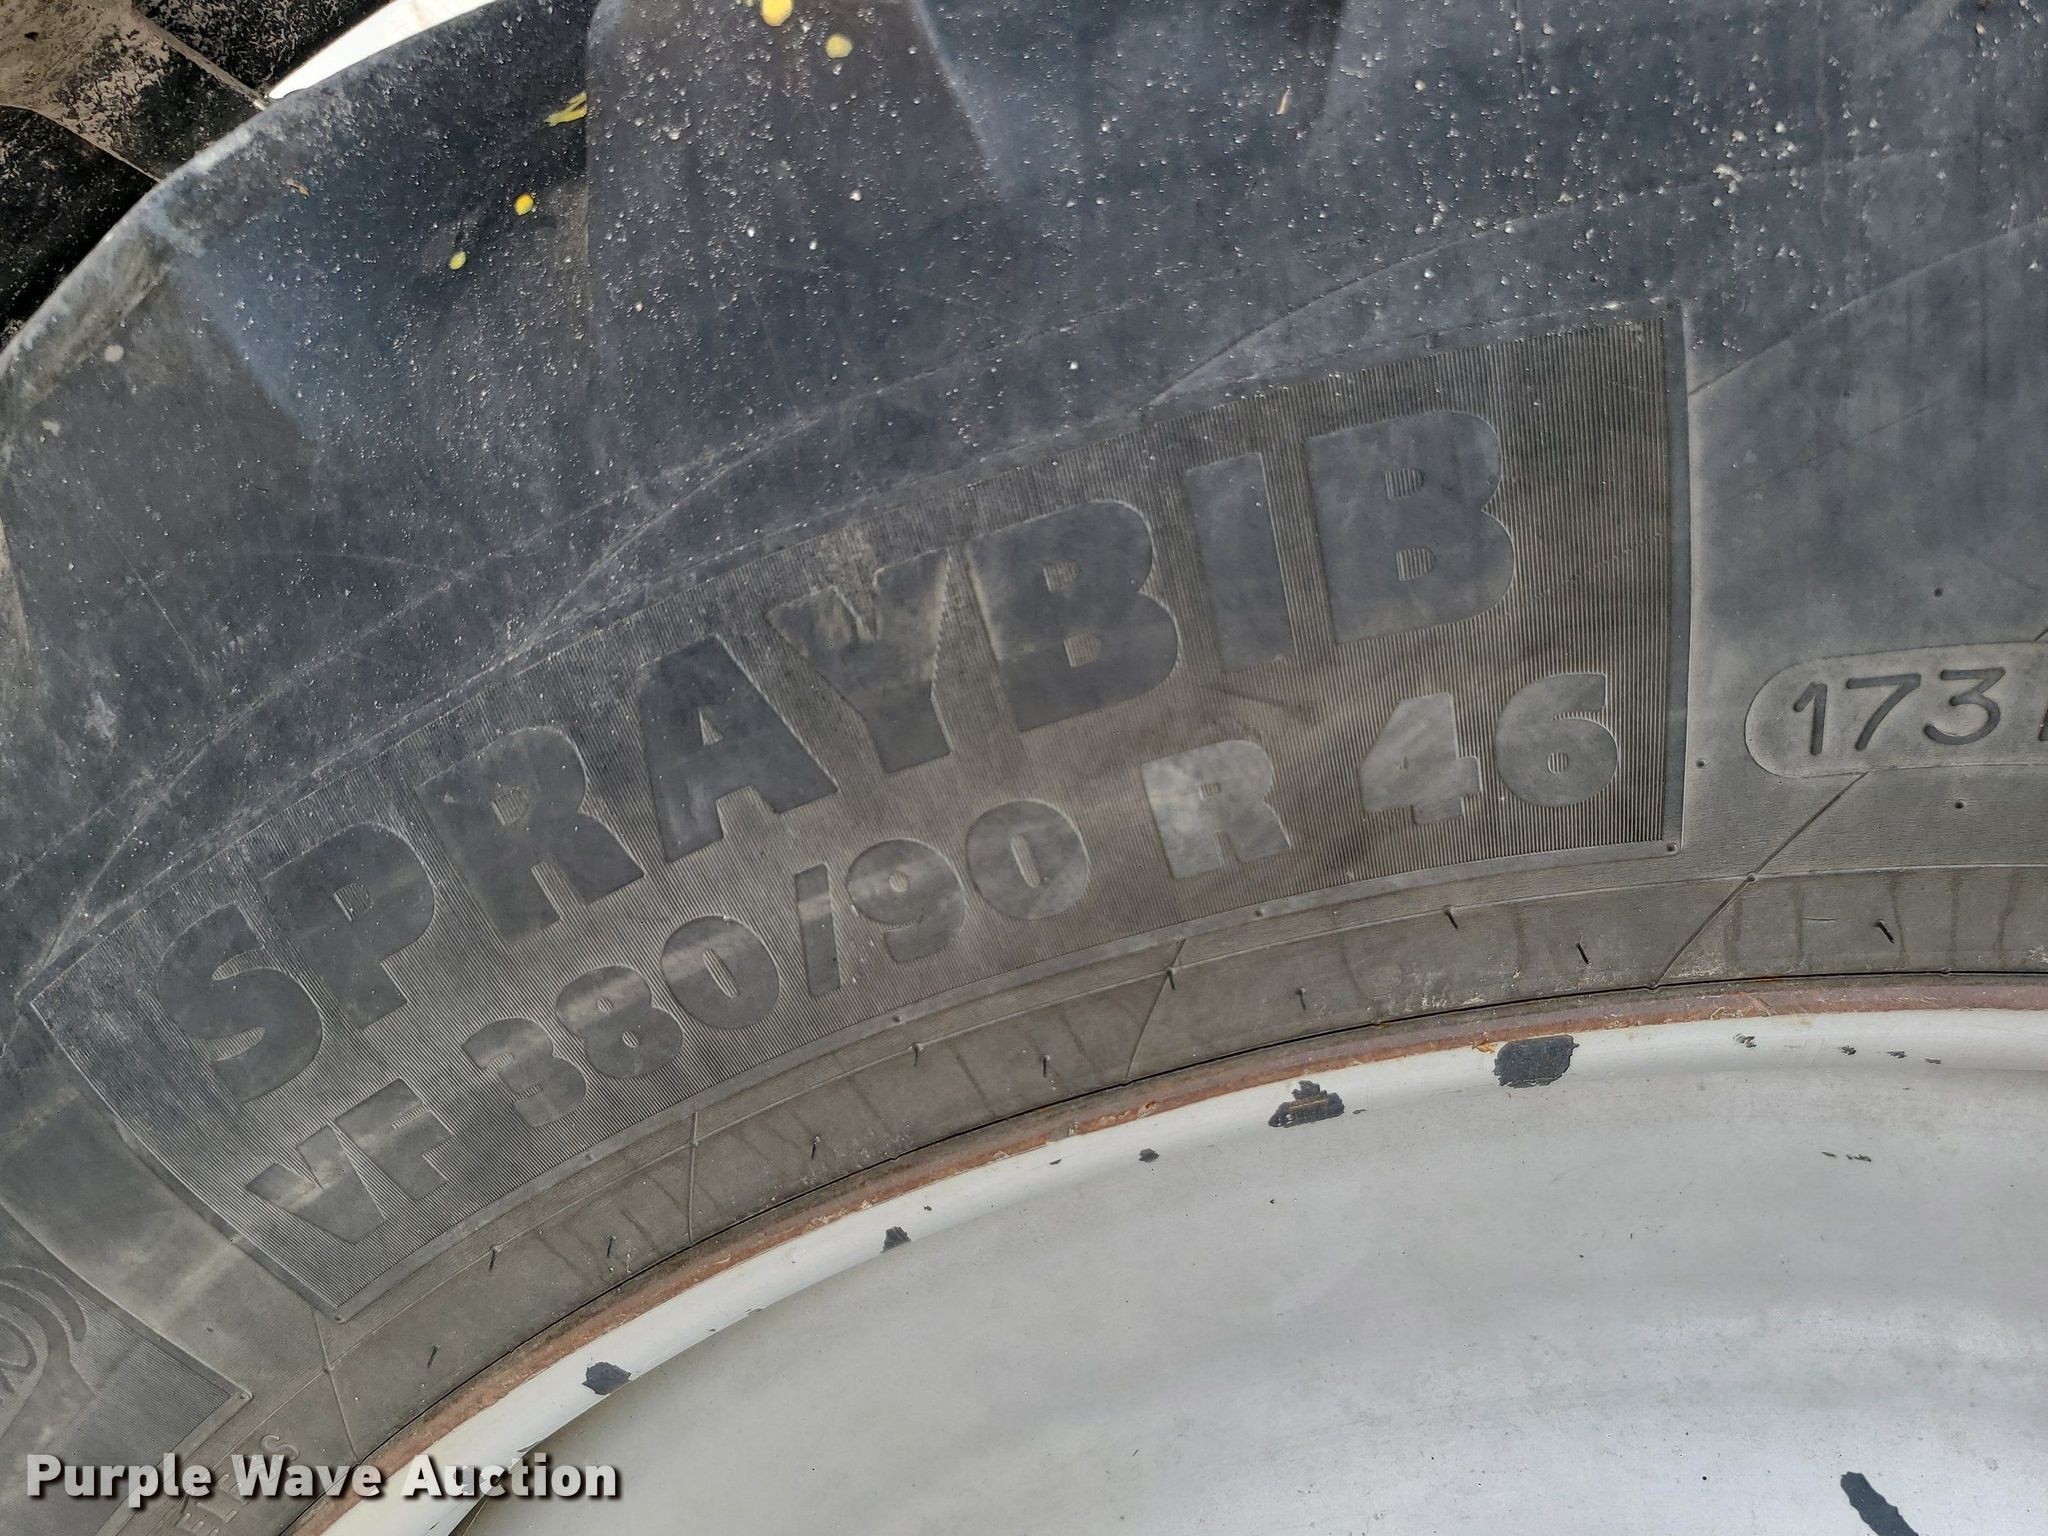 SPRAYBIB
VF 380/90 R 46
173
Purple Wave Auction